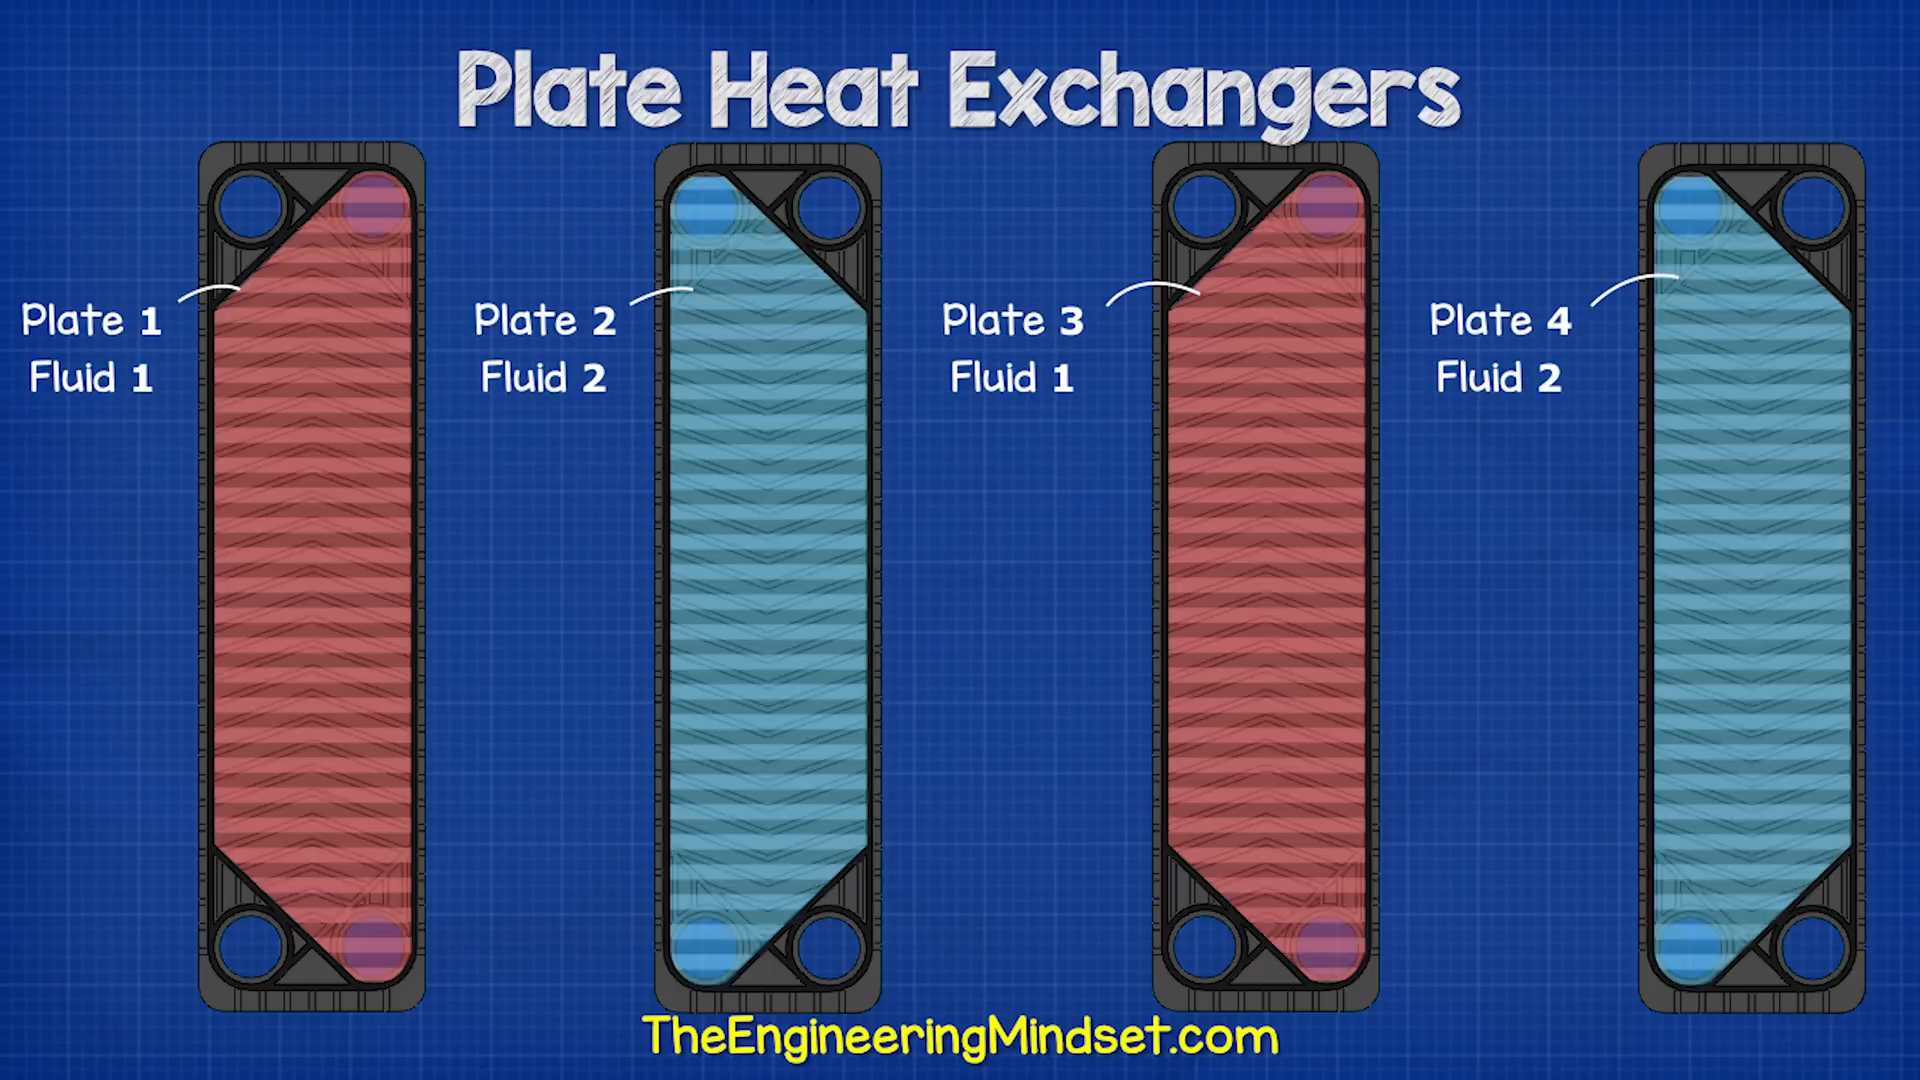 Plate Heat Exchangers
Plate 1
Fluid 1
Plate 2
Fluid 2
Plate 3
Fluid 1
Plate 4
Fluid 2
TheEngineeringMindset.com